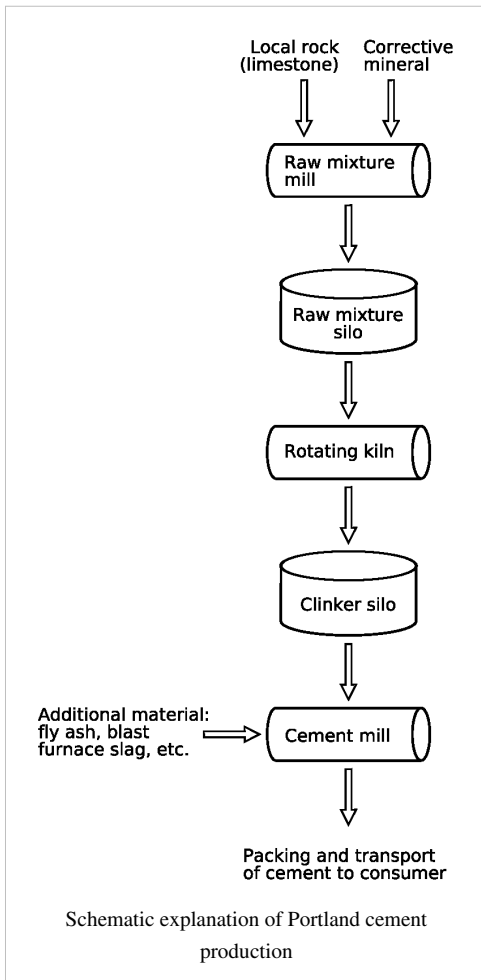 Local rock
(limestone)
Corrective
mineral
Raw mixture
mill
Raw mixture
silo
Rotating kiln
Clinker silo
Additional material:
fly ash, blast
furnace slag, etc.
Cement mill
Packing and transport
of cement to consumer
Schematic explanation of Portland cement
production